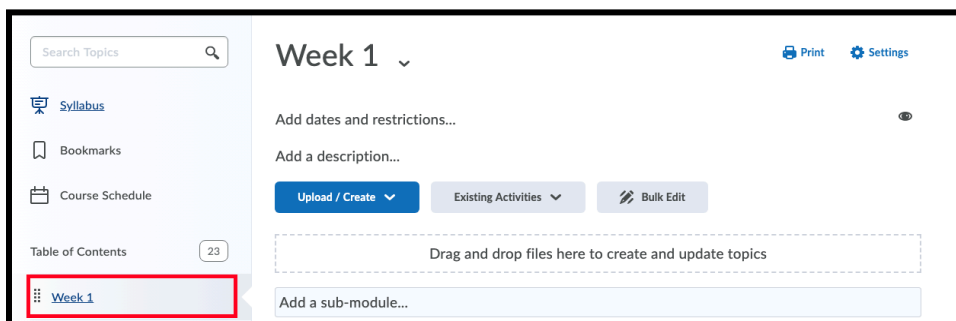 Search Topics
Syllabus
Bookmarks
Course Schedule
Table of Contents 23
Week 1
Week 1
Print Settings
Add dates and restrictions...
Add a description...
Upload / Create Existing Activities Bulk Edit
Drag and drop files here to create and update topics
Add a sub-module...